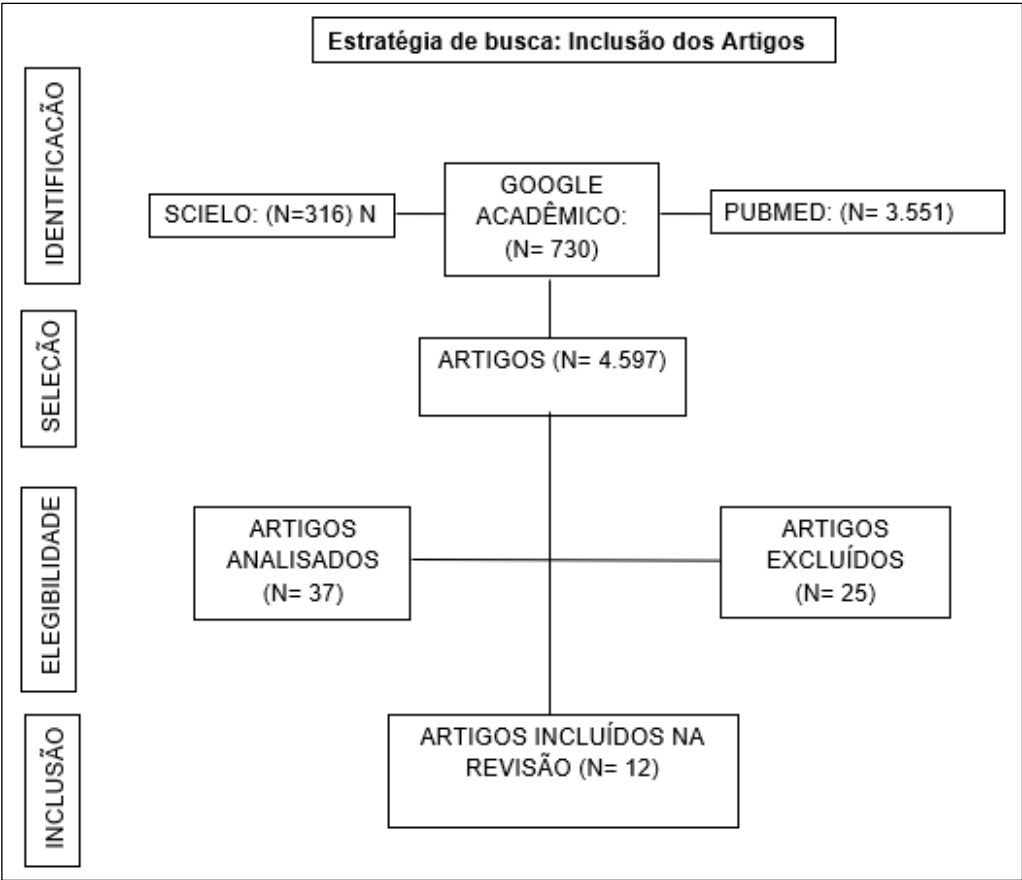 Estratégia de busca: Inclusão dos Artigos
IDENTIFICAÇÃO
SCIELO: (N=316) N
GOOGLE
ACADÊMICO:
(N= 730)
PUBMED: (N= 3.551)
SELEÇÃO
ARTIGOS (N= 4.597)
ELEGIBILIDADE
ARTIGOS
ANALISADOS
(N= 37)
ARTIGOS
EXCLUÍDOS
(N= 25)
INCLUSÃO
ARTIGOS INCLUÍDOS NA
REVISÃO (N= 12)